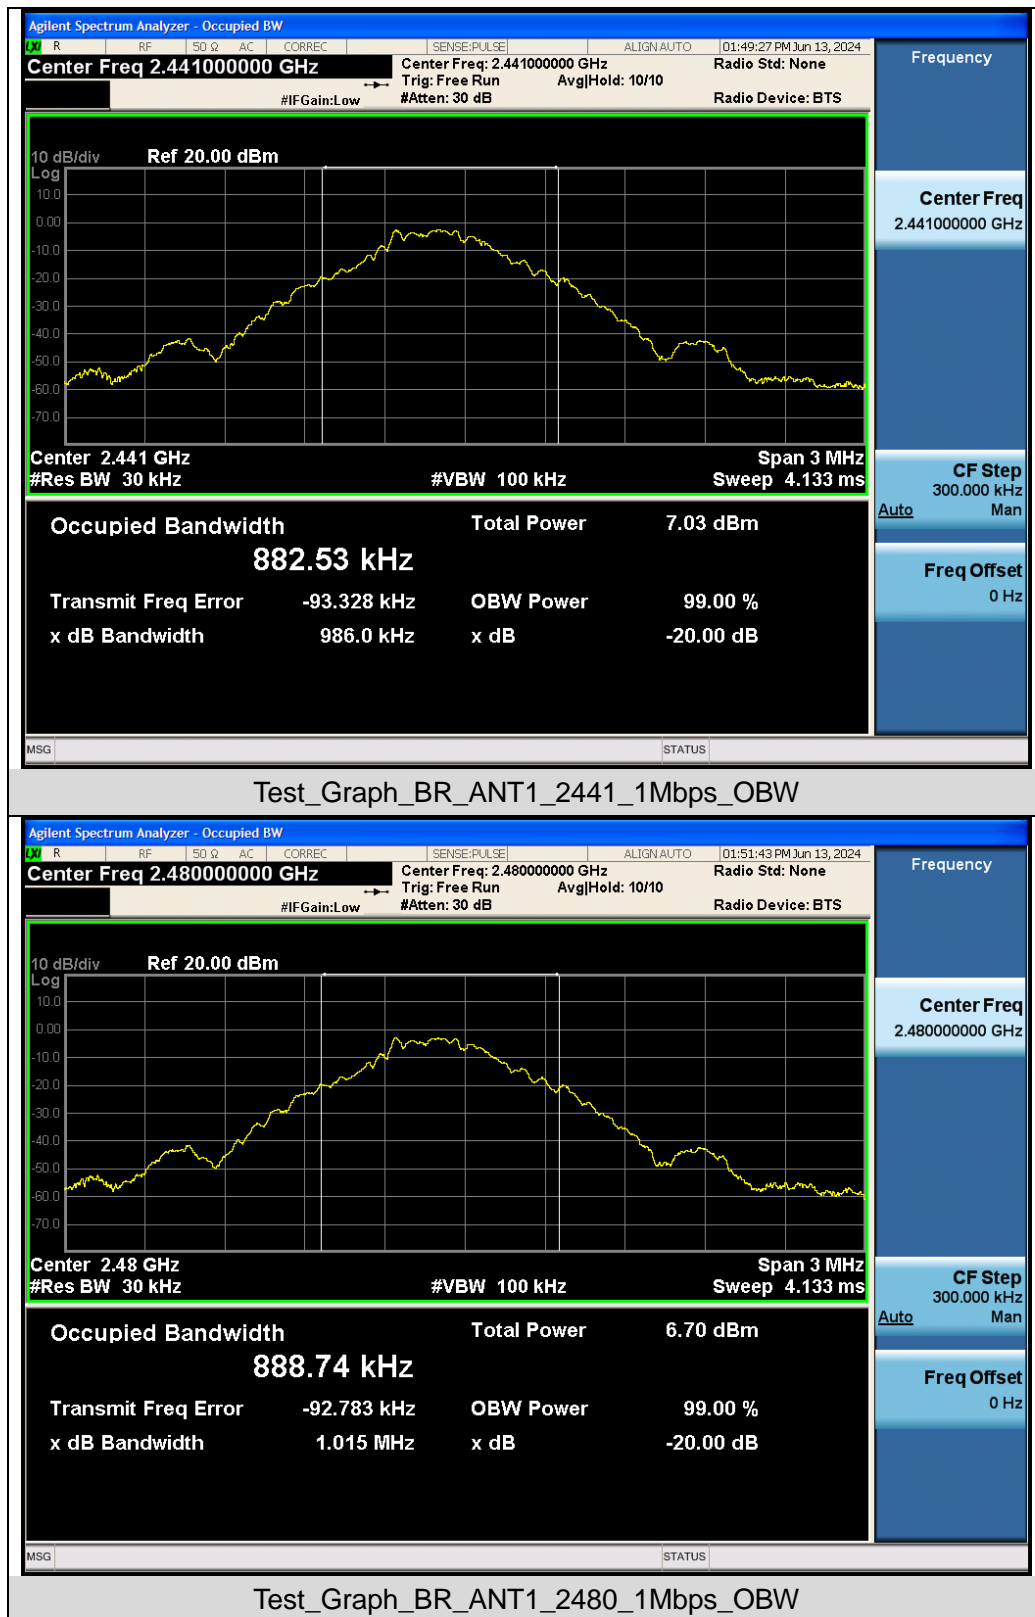 Agilent Spectrum Analyzer - Occupied BW
LXI R RF 50 Ω AC CORREC SENSE:PULSE ALIGN AUTO 01:49:27 PM Jun 13, 2024
Center Freq 2.441000000 GHz
#IFGain:Low
Center Freq: 2.441000000 GHz
Trig: Free Run Avg|Hold: 10/10
#Atten: 30 dB
Radio Std: None
Radio Device: BTS
Frequency
10 dB/div Ref 20.00 dBm
Log
10.0
0.00
-10.0
-20.0
-30.0
-40.0
-50.0
-60.0
-70.0
Center Freq
2.441000000 GHz
Center 2.441 GHz Span 3 MHz
#Res BW 30 kHz #VBW 100 kHz Sweep 4.133 ms
CF Step
300.000 kHz
Auto Man
Occupied Bandwidth Total Power 7.03 dBm
882.53 kHz
Transmit Freq Error -93.328 kHz OBW Power 99.00 %
x dB Bandwidth 986.0 kHz x dB -20.00 dB
Freq Offset
0 Hz
MSG STATUS
Test_Graph_BR_ANT1_2441_1Mbps_OBW
Agilent Spectrum Analyzer - Occupied BW
LXI R RF 50 Ω AC CORREC SENSE:PULSE ALIGN AUTO 01:51:43 PM Jun 13, 2024
Center Freq 2.480000000 GHz
#IFGain:Low
Center Freq: 2.480000000 GHz
Trig: Free Run Avg|Hold: 10/10
#Atten: 30 dB
Radio Std: None
Radio Device: BTS
Frequency
10 dB/div Ref 20.00 dBm
Log
10.0
0.00
-10.0
-20.0
-30.0
-40.0
-50.0
-60.0
-70.0
Center Freq
2.480000000 GHz
Center 2.48 GHz Span 3 MHz
#Res BW 30 kHz #VBW 100 kHz Sweep 4.133 ms
CF Step
300.000 kHz
Auto Man
Occupied Bandwidth Total Power 6.70 dBm
888.74 kHz
Transmit Freq Error -92.783 kHz OBW Power 99.00 %
x dB Bandwidth 1.015 MHz x dB -20.00 dB
Freq Offset
0 Hz
MSG STATUS
Test_Graph_BR_ANT1_2480_1Mbps_OBW